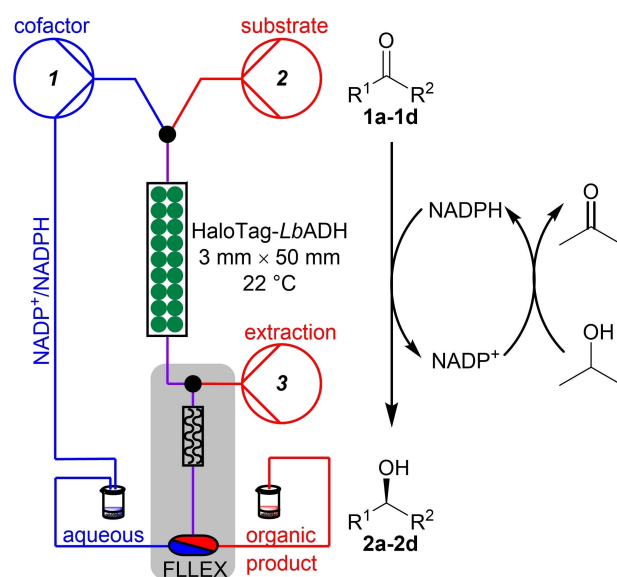 cofactor
substrate
1
2
O
R¹ R²
1a-1d
NADP⁺/NADPH
HaloTag-LbADH
3 mm × 50 mm
22 °C
NADPH
O
extraction
3
NADP⁺
OH
aqueous
organic
product
FLLEX
OH
R¹ R²
2a-2d